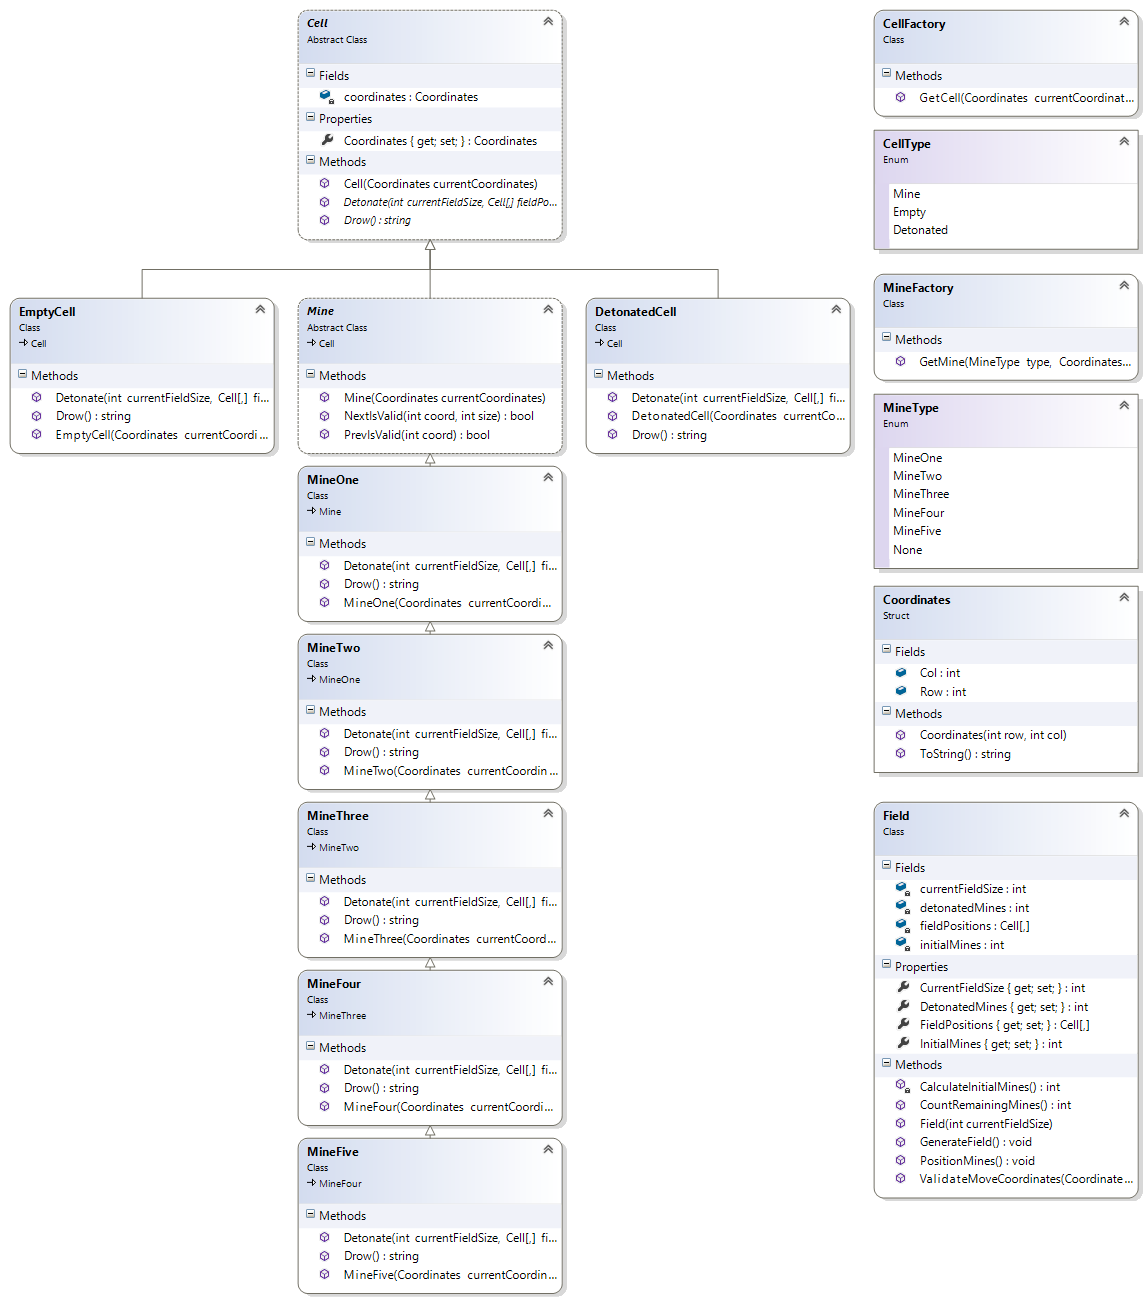 Cell
Abstract Class
Fields
coordinates : Coordinates
Properties
Coordinates { get; set; } : Coordinates
Methods
Cell(Coordinates currentCoordinates)
Detonate(int currentFieldSize, Cell[,] fieldPo...
Drow() : string
EmptyCell
Class
Cell
Methods
Detonate(int currentFieldSize, Cell[,] fi...
Drow() : string
EmptyCell(Coordinates currentCoordi...
Mine
Abstract Class
Cell
Methods
Mine(Coordinates currentCoordinates)
NextIsValid(int coord, int size) : bool
PrevIsValid(int coord) : bool
DetonatedCell
Class
Cell
Methods
Detonate(int currentFieldSize, Cell[,] fi...
DetonatedCell(Coordinates currentCo...
Drow() : string
MineOne
Class
Mine
Methods
Detonate(int currentFieldSize, Cell[,] fi...
Drow() : string
MineOne(Coordinates currentCoordi...
MineTwo
Class
MineOne
Methods
Detonate(int currentFieldSize, Cell[,] fi...
Drow() : string
MineTwo(Coordinates currentCoordin...
MineThree
Class
MineTwo
Methods
Detonate(int currentFieldSize, Cell[,] fi...
Drow() : string
MineThree(Coordinates currentCoord...
MineFour
Class
MineThree
Methods
Detonate(int currentFieldSize, Cell[,] fi...
Drow() : string
MineFour(Coordinates currentCoordi...
MineFive
Class
MineFour
Methods
Detonate(int currentFieldSize, Cell[,] fi...
Drow() : string
MineFive(Coordinates currentCoordin...
CellFactory
Class
Methods
GetCell(Coordinates currentCoordinat...
CellType
Enum
Mine
Empty
Detonated
MineFactory
Class
Methods
GetMine(MineType type, Coordinates...
MineType
Enum
MineOne
MineTwo
MineThree
MineFour
MineFive
None
Coordinates
Struct
Fields
Col : int
Row : int
Methods
Coordinates(int row, int col)
ToString() : string
Field
Class
Fields
currentFieldSize : int
detonatedMines : int
fieldPositions : Cell[,]
initialMines : int
Properties
CurrentFieldSize { get; set; } : int
DetonatedMines { get; set; } : int
FieldPositions { get; set; } : Cell[,]
InitialMines { get; set; } : int
Methods
CalculateInitialMines() : int
CountRemainingMines() : int
Field(int currentFieldSize)
GenerateField() : void
PositionMines() : void
ValidateMoveCoordinates(Coordinate...